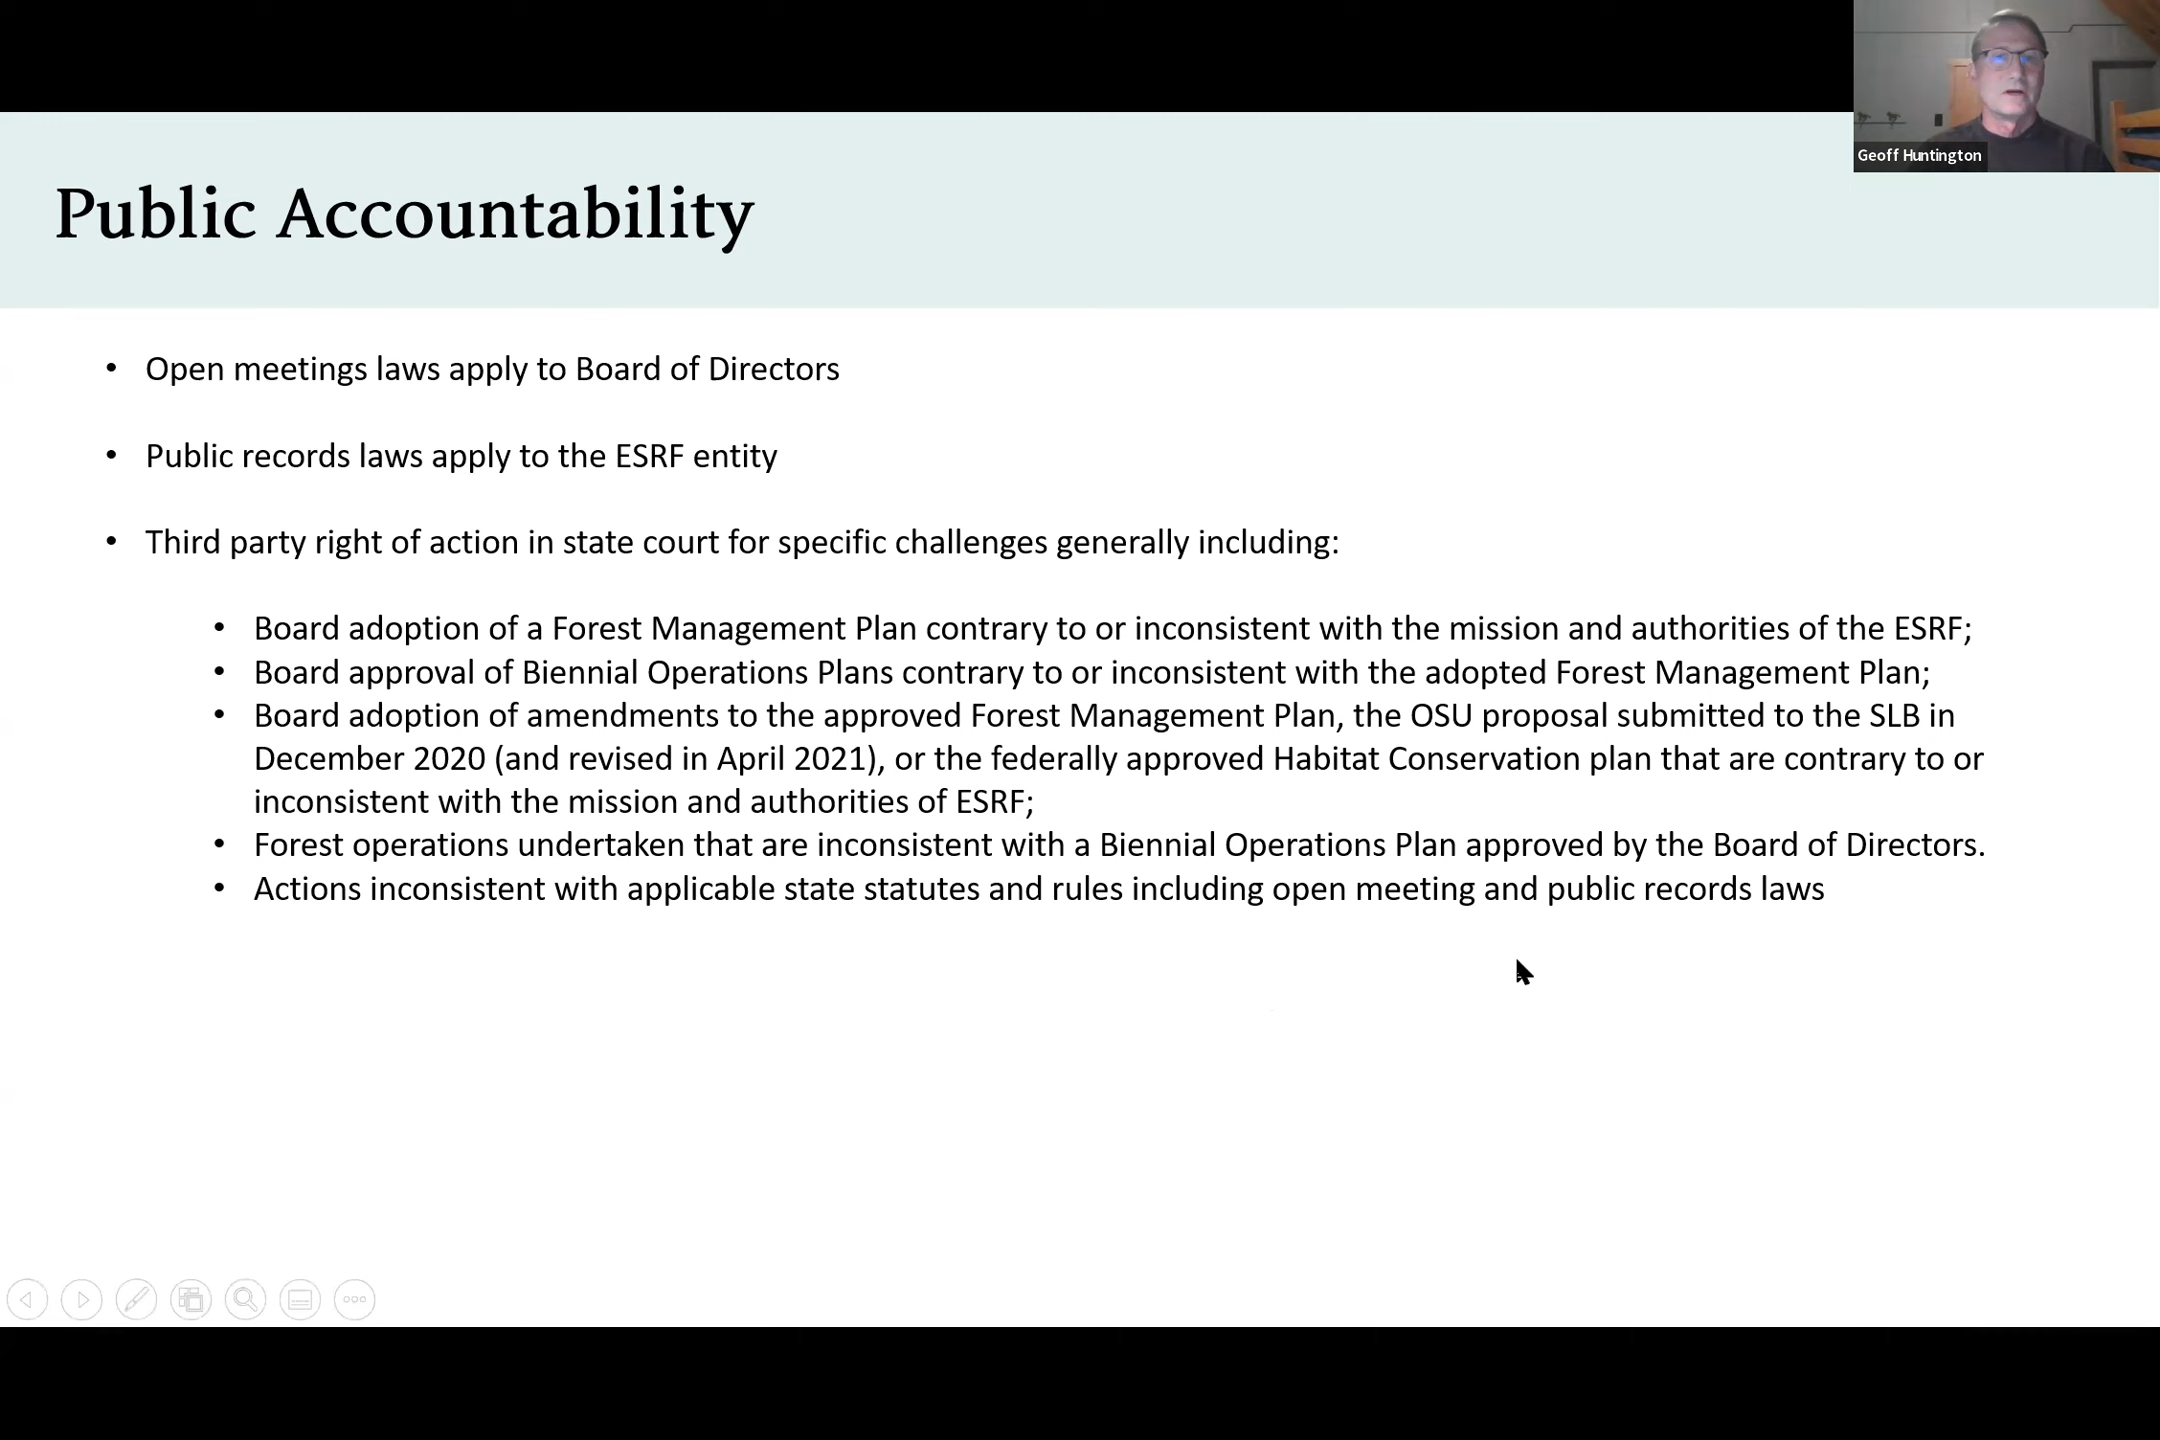 Geoff Huntington
Public Accountability
• Open meetings laws apply to Board of Directors
• Public records laws apply to the ESRF entity
• Third party right of action in state court for specific challenges generally including:
• Board adoption of a Forest Management Plan contrary to or inconsistent with the mission and authorities of the ESRF;
• Board approval of Biennial Operations Plans contrary to or inconsistent with the adopted Forest Management Plan;
• Board adoption of amendments to the approved Forest Management Plan, the OSU proposal submitted to the SLB in
December 2020 (and revised in April 2021), or the federally approved Habitat Conservation plan that are contrary to or
inconsistent with the mission and authorities of ESRF;
• Forest operations undertaken that are inconsistent with a Biennial Operations Plan approved by the Board of Directors.
• Actions inconsistent with applicable state statutes and rules including open meeting and public records laws